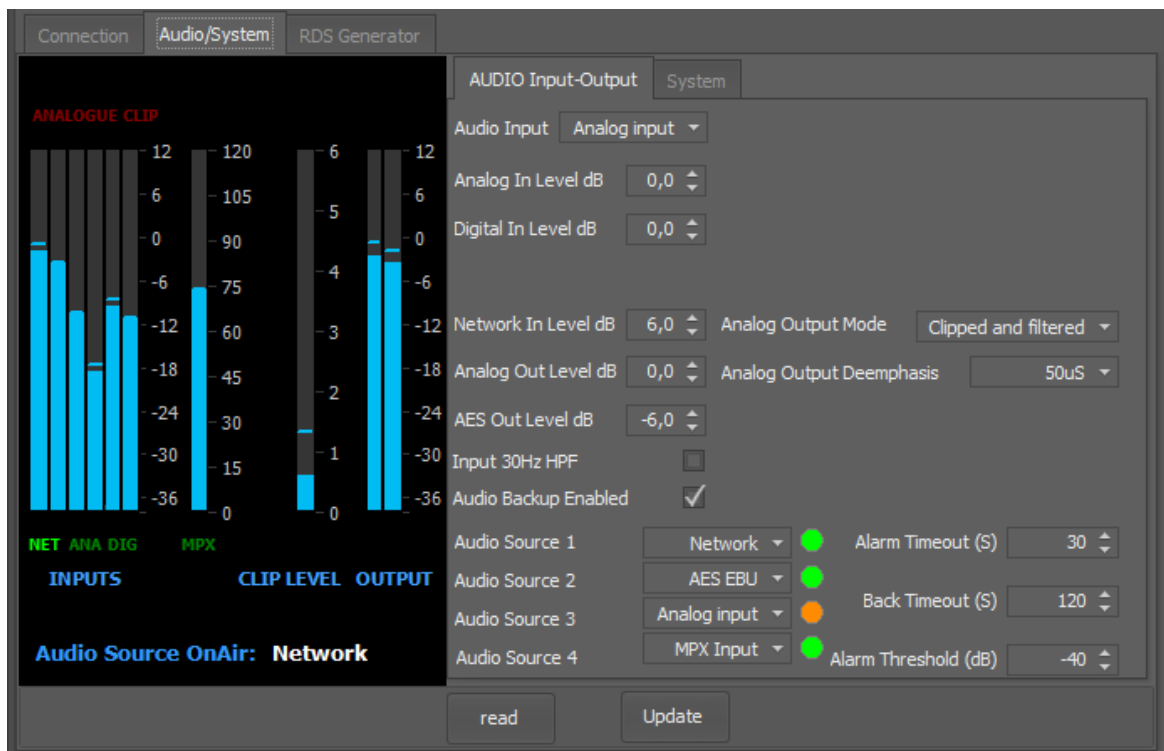 Connection Audio/System RDS Generator
AUDIO Input-Output System
ANALOGUE CLIP
12 120 6 12
6 105 5 6
0 90 0
4
-6 75 -6
-12 60 3 -12
-18 45 -18
2
-24 30 -24
-30 15 1 -30
-36 -36
0 0
NET ANA DIG MPX
INPUTS CLIP LEVEL OUTPUT
Audio Source OnAir: Network
Audio Input Analog input
Analog In Level dB 0,0
Digital In Level dB 0,0
Network In Level dB 6,0 Analog Output Mode Clipped and filtered
Analog Out Level dB 0,0 Analog Output Deemphasis 50uS
AES Out Level dB -6,0
Input 30Hz HPF
Audio Backup Enabled
Audio Source 1 Network Alarm Timeout (S) 30
Audio Source 2 AES EBU
Back Timeout (S) 120
Audio Source 3 Analog input
Audio Source 4 MPX Input Alarm Threshold (dB) -40
read Update